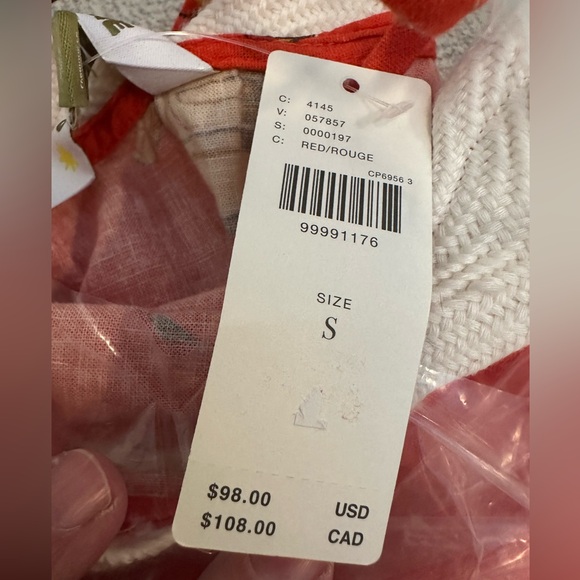 C: 4145
V: 057857
S: 0000197
C: RED/ROUGE
CP6956 3
99991176
SIZE
S
$98.00 USD
$108.00 CAD